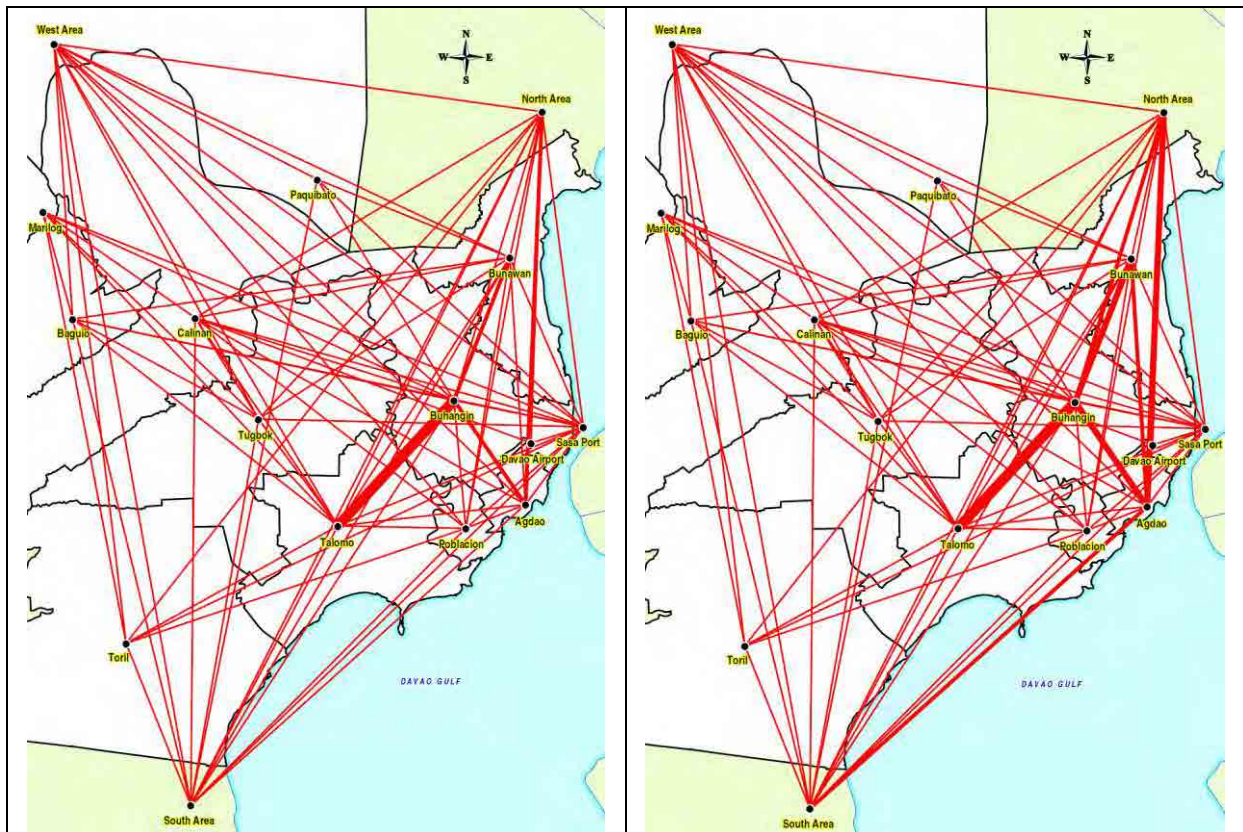 West Area
N
W E
S
North Area
Paquibato
Marilog
Bunawan
Baguio
Calinan
Buhangin
Tugbok
Sasa Port
Davao Airport
Agdao
Talomo
Poblacion
Toril
DAVAO GULF
South Area
West Area
N
W E
S
North Area
Paquibato
Marilog
Bunawan
Baguio
Calinan
Buhangin
Tugbok
Sasa Port
Davao Airport
Agdao
Talomo
Poblacion
Toril
DAVAO GULF
South Area